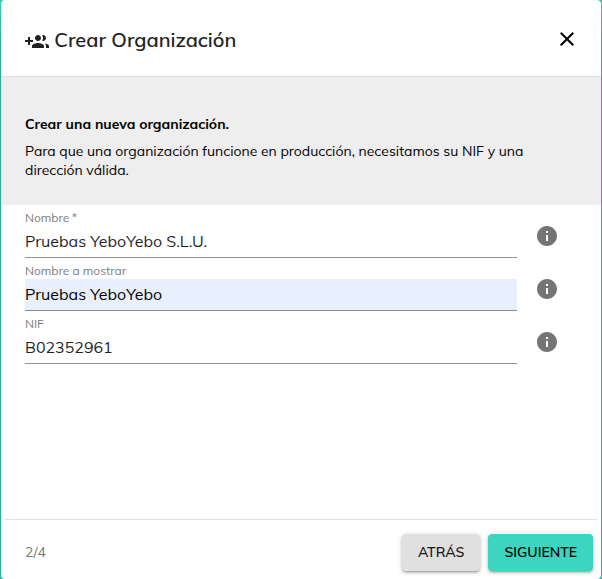 Crear Organización
Crear una nueva organización.
Para que una organización funcione en producción, necesitamos su NIF y una
dirección válida.
Nombre *
Pruebas YeboYebo S.L.U.
Nombre a mostrar
Pruebas YeboYebo
NIF
B02352961
2/4
ATRÁS
SIGUIENTE